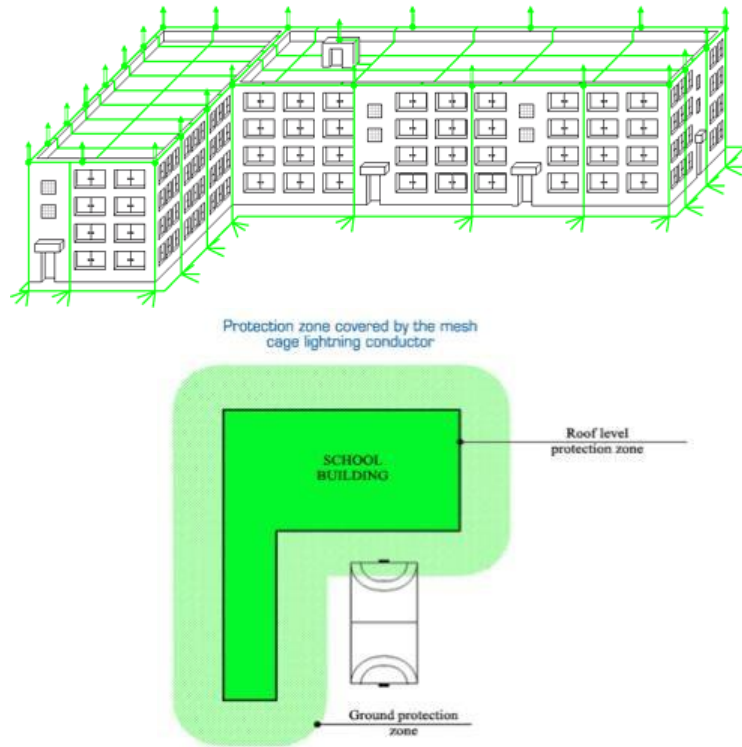 Protection zone covered by the mesh
cage lightning conductor
Roof level
protection zone
SCHOOL
BUILDING
Ground protection
zone